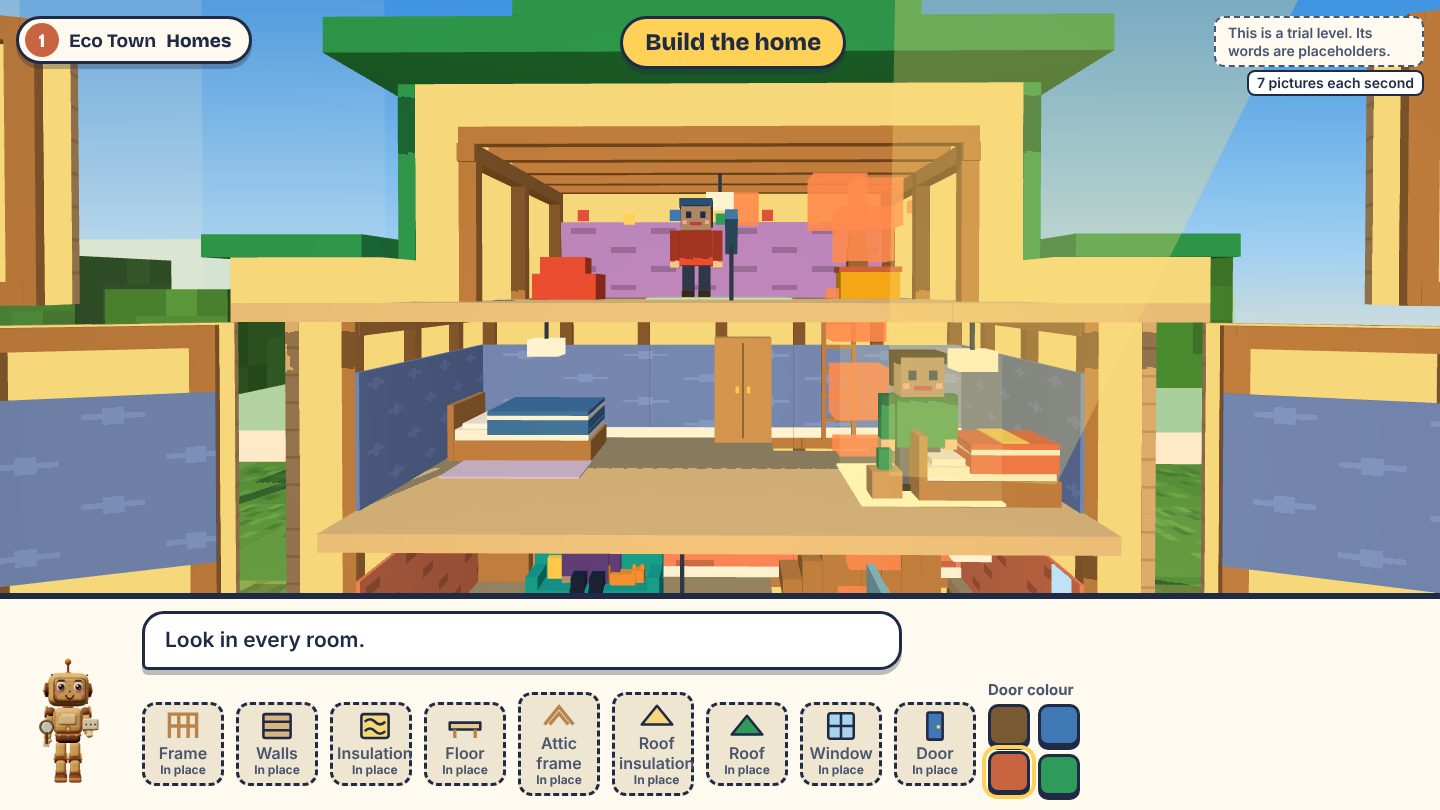 1 Eco Town Homes
Build the home
This is a trial level. Its
words are placeholders.
7 pictures each second
Look in every room.
Door colour
Frame
In place
Walls
In place
Insulation
In place
Floor
In place
Attic
frame
In place
Roof
insulation
In place
Roof
In place
Window
In place
Door
In place